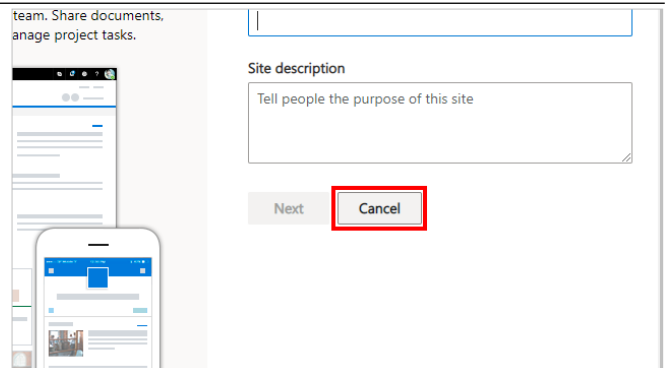 team. Share documents,
anage project tasks.
Site description
Tell people the purpose of this site
Next
Cancel